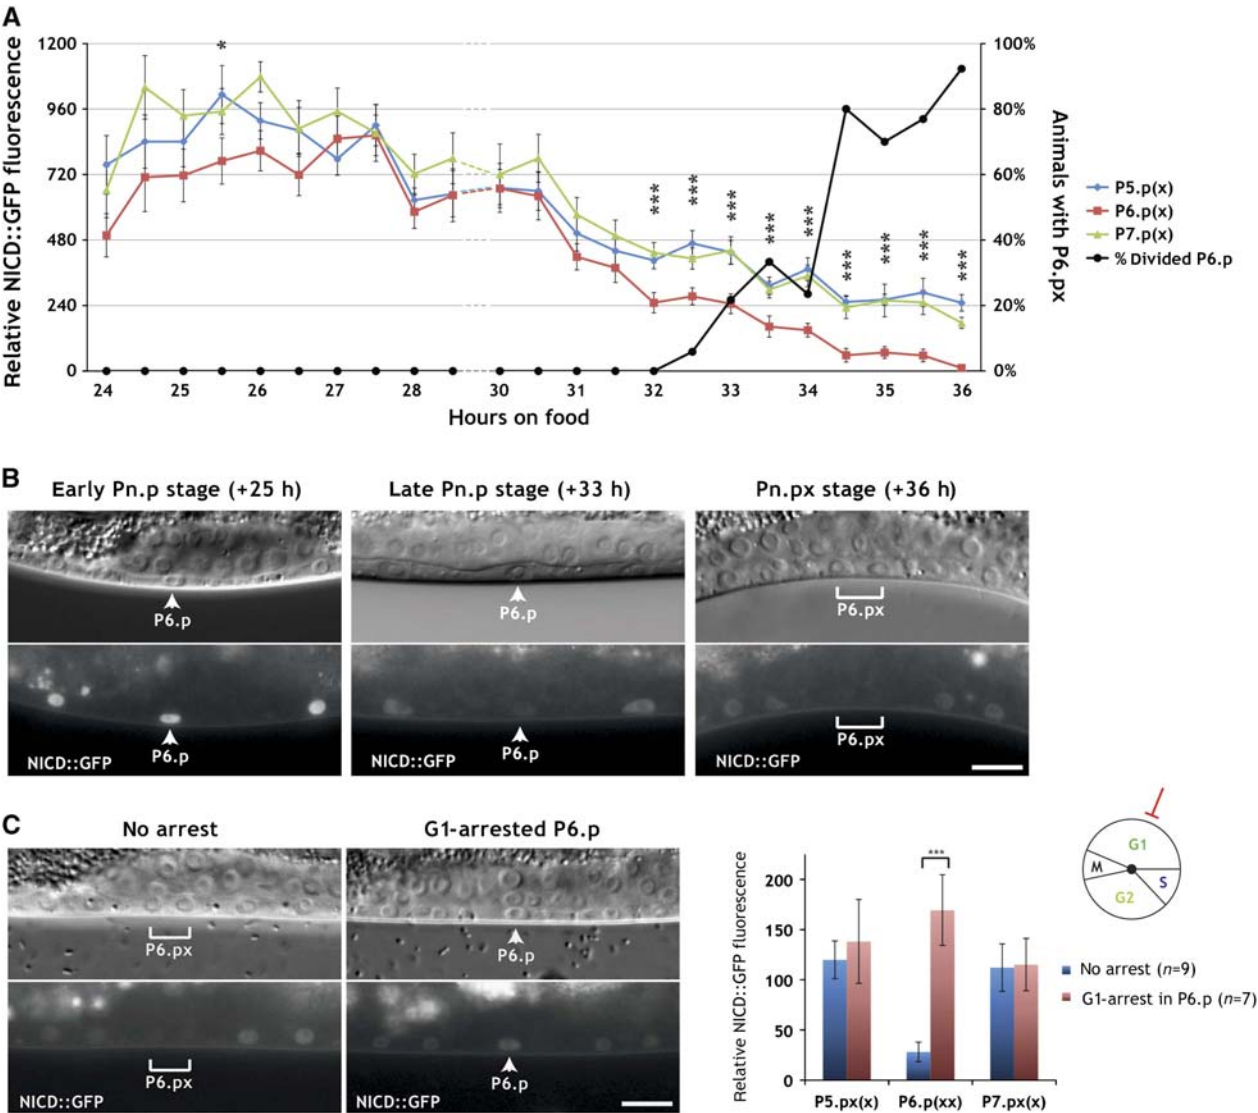 A
Relative NICD::GFP fluorescence
1200
960
720
480
240
0
24
25
26
27
28
30
31
32
33
34
35
36
Hours on food
100%
80%
60%
40%
20%
0%
Animals with P6.px
*
***
***
***
***
***
***
***
***
***
P5.p(x)
P6.p(x)
P7.p(x)
% Divided P6.p
B
Early Pn.p stage (+25 h)
Late Pn.p stage (+33 h)
Pn.px stage (+36 h)
P6.p
P6.p
P6.px
P6.p
P6.p
P6.px
NICD::GFP
NICD::GFP
NICD::GFP
C
No arrest
G1-arrested P6.p
P6.px
P6.p
P6.px
P6.p
NICD::GFP
NICD::GFP
Relative NICD::GFP fluorescence
200
150
100
50
0
***
P5.px(x)
P6.p(xx)
P7.px(x)
G1
M
S
G2
No arrest (n=9)
G1-arrest in P6.p (n=7)